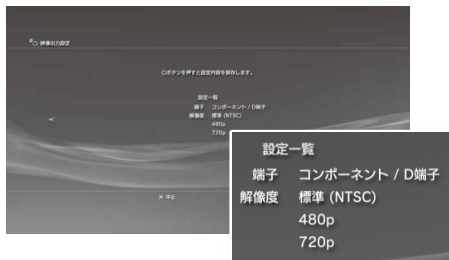 映像出力設定
○ボタンを押すと設定内容を保存します。
設定一覧
端子 コンポーネント / D端子
解像度 標準 (NTSC)
480p
720p
× 中止
設定一覧
端子 コンポーネント / D端子
解像度 標準 (NTSC)
480p
720p